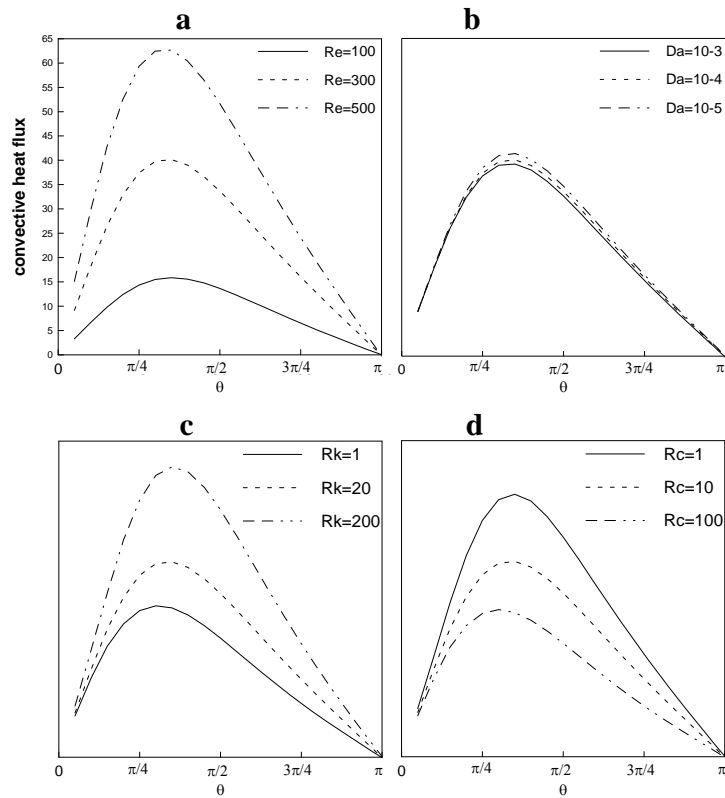 a
65
60
55
50
45
40
35
30
25
20
15
10
5
0
convective heat flux
Re=100
Re=300
Re=500
0
π/4
π/2
3π/4
π
θ
b
Da=10-3
Da=10-4
Da=10-5
0
π/4
π/2
3π/4
π
θ
c
Rk=1
Rk=20
Rk=200
0
π/4
π/2
3π/4
π
θ
d
Rc=1
Rc=10
Rc=100
0
π/4
π/2
3π/4
π
θ